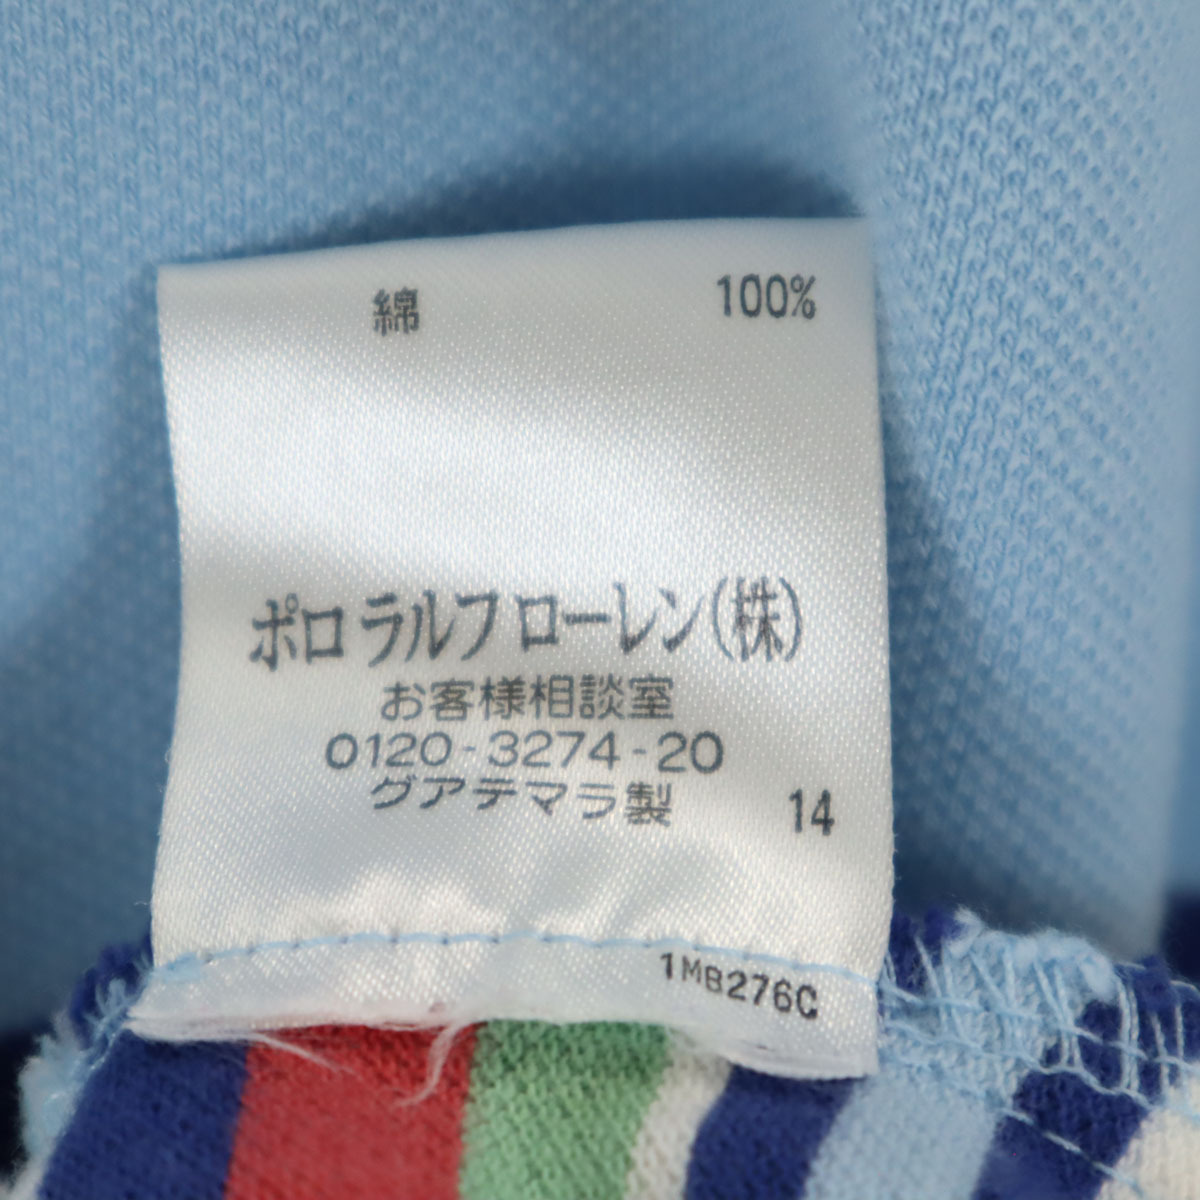 綿 100%
ポロ ラルフ ローレン(株)
お客様相談室
0120-3274-20
グアテマラ製 14
1MB276C